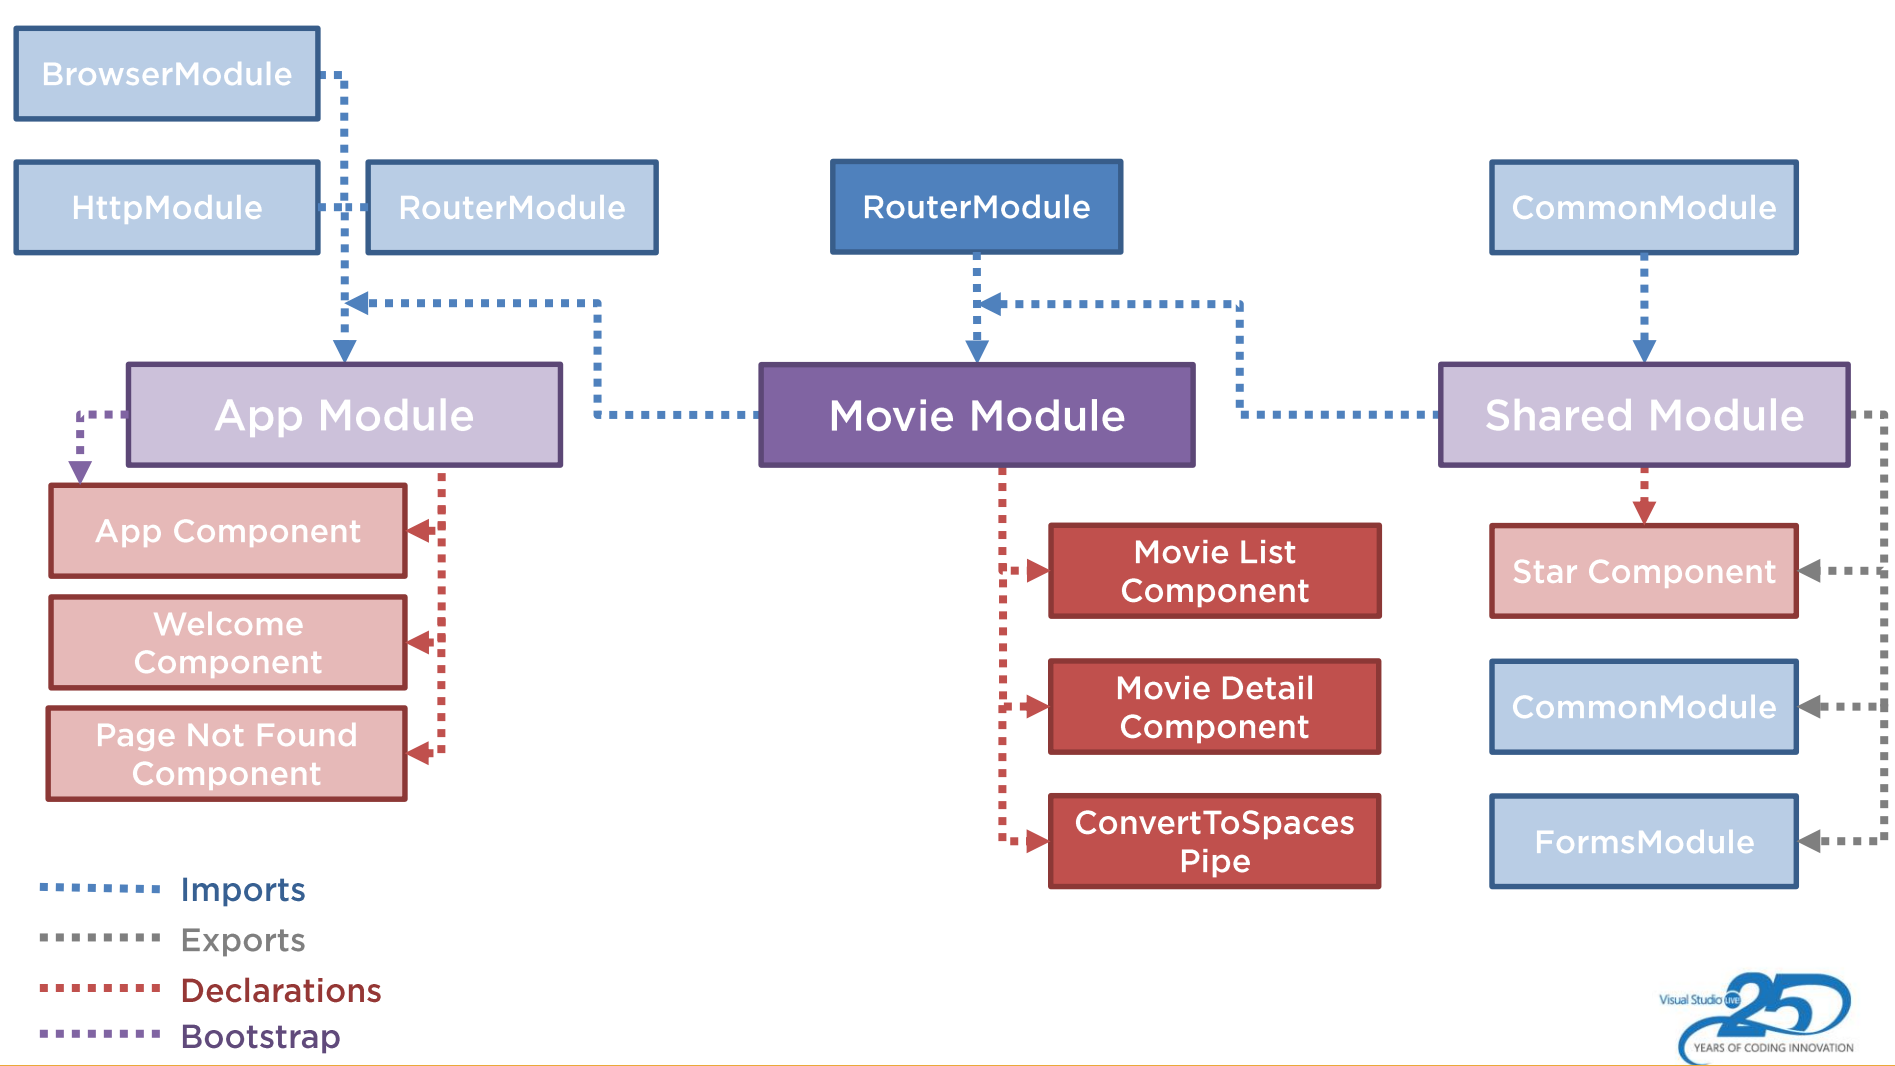 BrowserModule
HttpModule
RouterModule
RouterModule
CommonModule
App Module
Movie Module
Shared Module
App Component
Welcome
Component
Page Not Found
Component
Movie List
Component
Movie Detail
Component
ConvertToSpaces
Pipe
Star Component
CommonModule
FormsModule
Imports
Exports
Declarations
Bootstrap
Visual Studio LIVE! 25
YEARS OF CODING INNOVATION